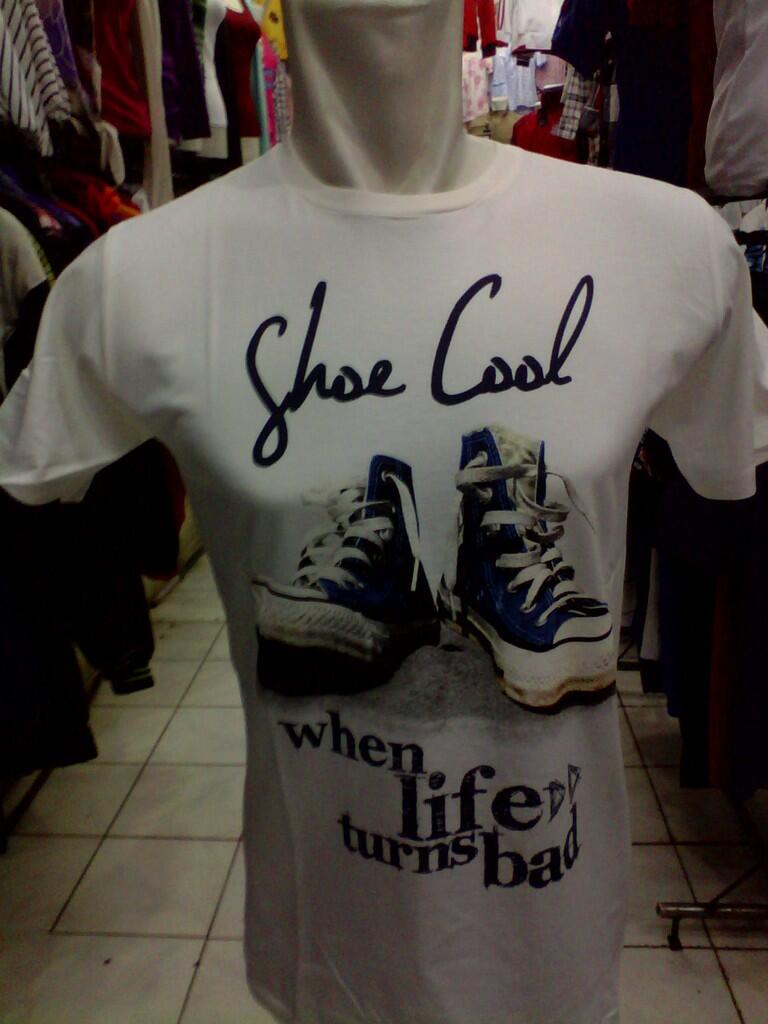 Shoe Cool
when
life
turns bad